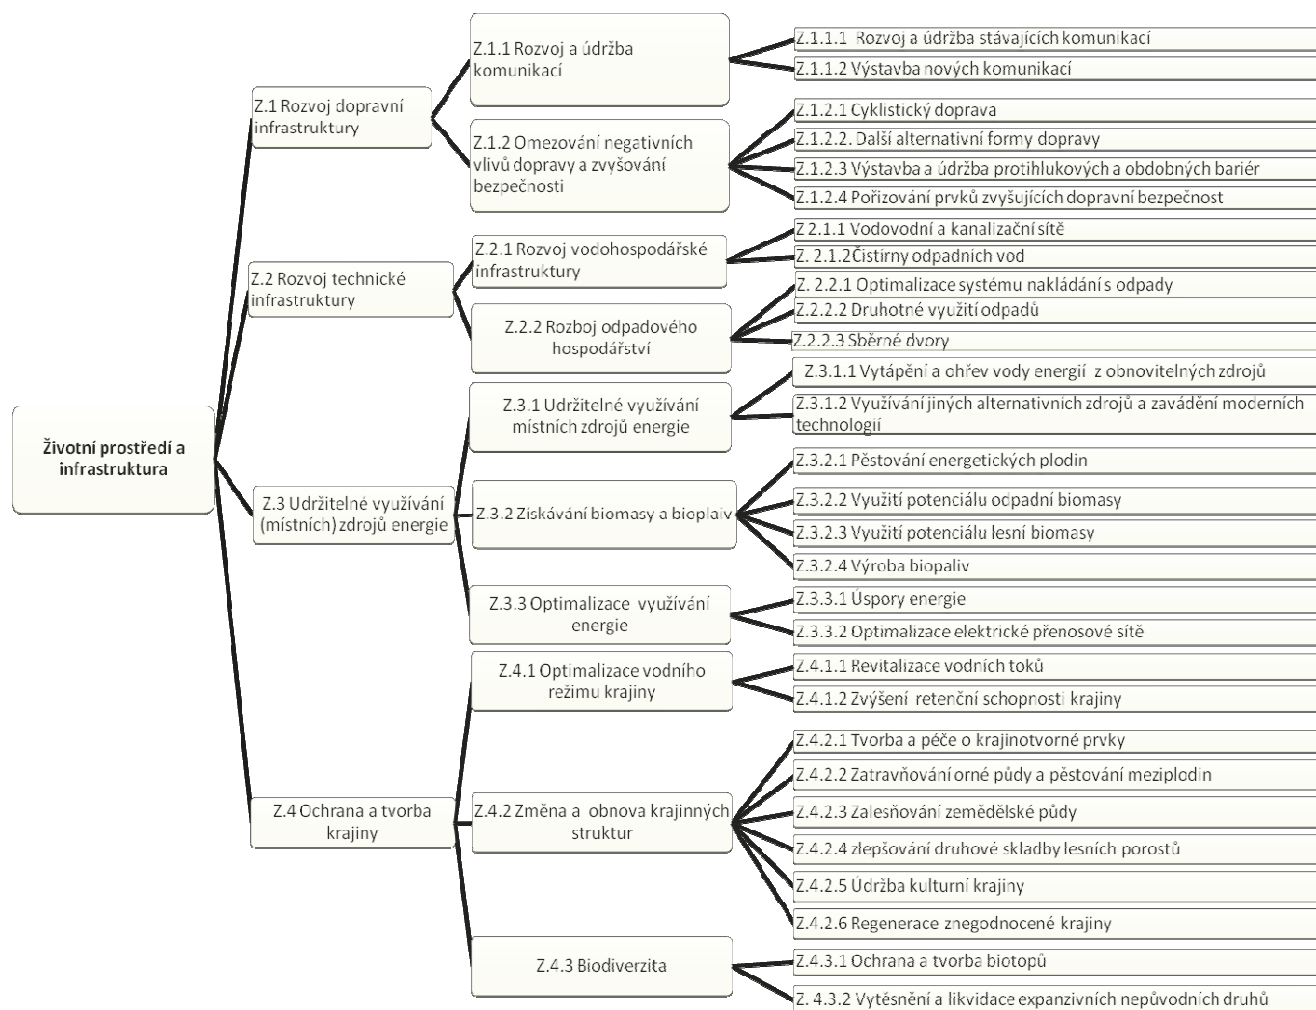 Životní prostředí a
infrastruktura
Z.1 Rozvoj dopravní
infrastruktury
Z.1.1 Rozvoj a údržba
komunikací
Z.1.1.1 Rozvoj a údržba stávajících komunikací
Z.1.1.2 Výstavba nových komunikací
Z.1.2 Omezování negativních
vlivů dopravy a zvyšování
bezpečnosti
Z.1.2.1 Cyklistický doprava
Z.1.2.2. Další alternativní formy dopravy
Z.1.2.3 Výstavba a údržba protihlukových a obdobných bariér
Z.1.2.4 Pořizování prvků zvyšujících dopravní bezpečnost
Z.2 Rozvoj technické
infrastruktury
Z.2.1 Rozvoj vodohospodářské
infrastruktury
Z 2.1.1 Vodovodní a kanalizační sítě
Z. 2.1.2 Čistírny odpadních vod
Z.2.2 Rozboj odpadového
hospodářství
Z. 2.2.1 Optimalizace systému nakládání s odpady
Z.2.2.2 Druhotné využití odpadů
Z.2.2.3 Sběrné dvory
Z.3 Udržitelné využívání
(místních) zdrojů energie
Z.3.1 Udržitelné využívání
místních zdrojů energie
Z.3.1.1 Vytápění a ohřev vody energií z obnovitelných zdrojů
Z.3.1.2 Využívání jiných alternativních zdrojů a zavádění moderních
technologií
Z.3.2 Získávání biomasy a bioplaiv
Z.3.2.1 Pěstování energetických plodin
Z.3.2.2 Využití potenciálu odpadní biomasy
Z.3.2.3 Využití potenciálu lesní biomasy
Z.3.2.4 Výroba biopaliv
Z.3.3 Optimalizace využívání
energie
Z.3.3.1 Úspory energie
Z.3.3.2 Optimalizace elektrické přenosové sítě
Z.4 Ochrana a tvorba
krajiny
Z.4.1 Optimalizace vodního
režimu krajiny
Z.4.1.1 Revitalizace vodních toků
Z.4.1.2 Zvýšení retenční schopnosti krajiny
Z.4.2 Změna a obnova krajinných
struktur
Z.4.2.1 Tvorba a péče o krajinotvorné prvky
Z.4.2.2 Zatravňování orné půdy a pěstování meziplodin
Z.4.2.3 Zalesňování zemědělské půdy
Z.4.2.4 zlepšování druhové skladby lesních porostů
Z.4.2.5 Údržba kulturní krajiny
Z.4.2.6 Regenerace znegodnocené krajiny
Z.4.3 Biodiverzita
Z.4.3.1 Ochrana a tvorba biotopů
Z. 4.3.2 Vytěsnění a likvidace expanzivních nepůvodních druhů